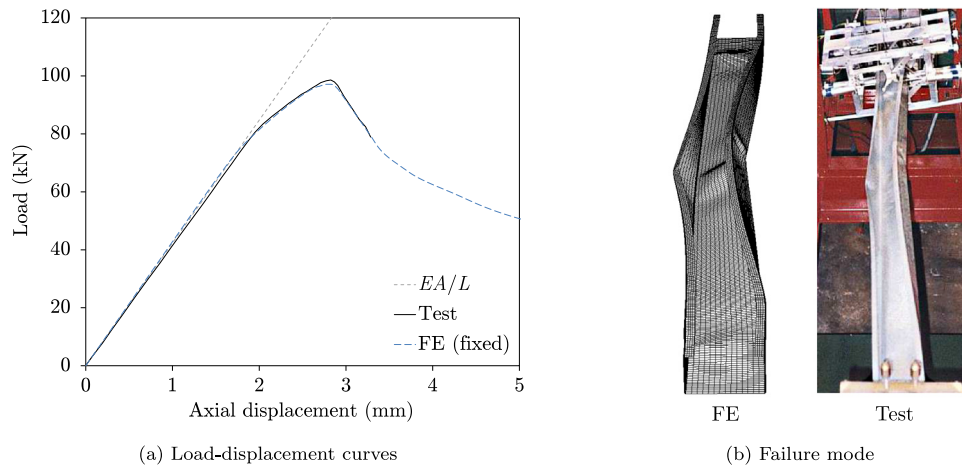 120
100
80
60
40
20
0
Load (kN)
EA/L
Test
FE (fixed)
0 1 2 3 4 5
Axial displacement (mm)
FE
Test
(a) Load-displacement curves
(b) Failure mode